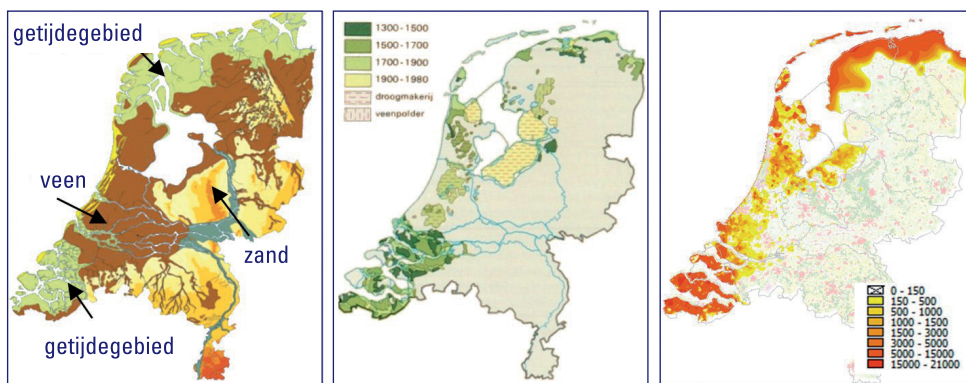 getijdegebied
veen
zand
getijdegebied
1300-1500
1500-1700
1700-1900
1900-1980
droogmakerij
veenpolder
0 - 150
150 - 500
500 - 1000
1000 - 1500
1500 - 3000
3000 - 5000
5000 - 15000
15000 - 21000